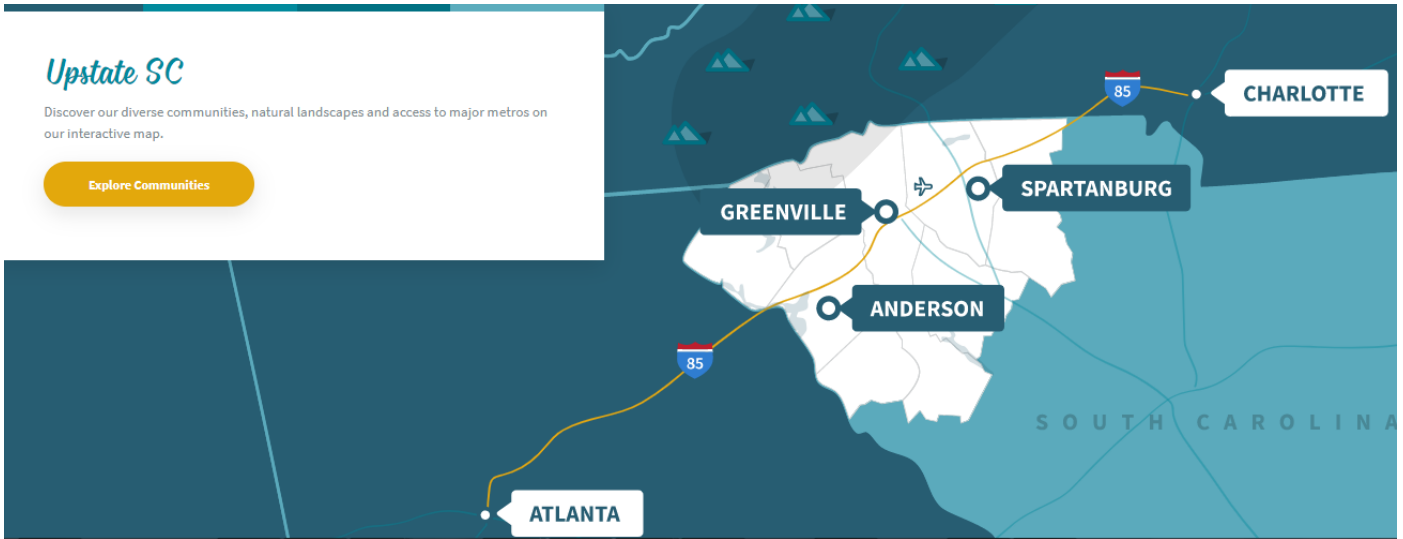 Upstate SC
Discover our diverse communities, natural landscapes and access to major metros on
our interactive map.
Explore Communities
85
CHARLOTTE
SPARTANBURG
GREENVILLE
ANDERSON
85
SOUTH CAROLINA
ATLANTA